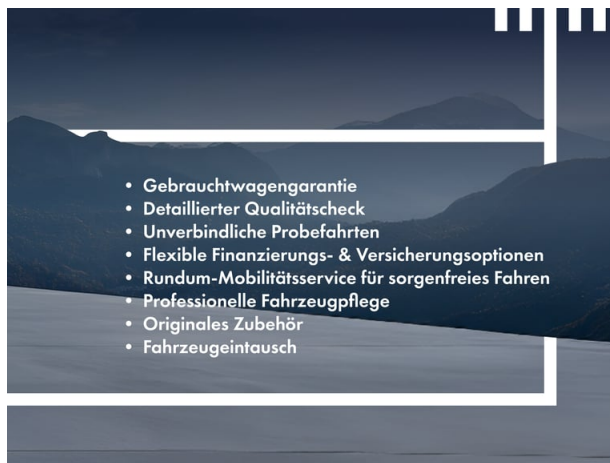 • Gebrauchtwagengarantie
• Detaillierter Qualitätscheck
• Unverbindliche Probefahrten
• Flexible Finanzierungs- & Versicherungsoptionen
• Rundum-Mobilitätsservice für sorgenfreies Fahren
• Professionelle Fahrzeugpflege
• Originales Zubehör
• Fahrzeugeintausch